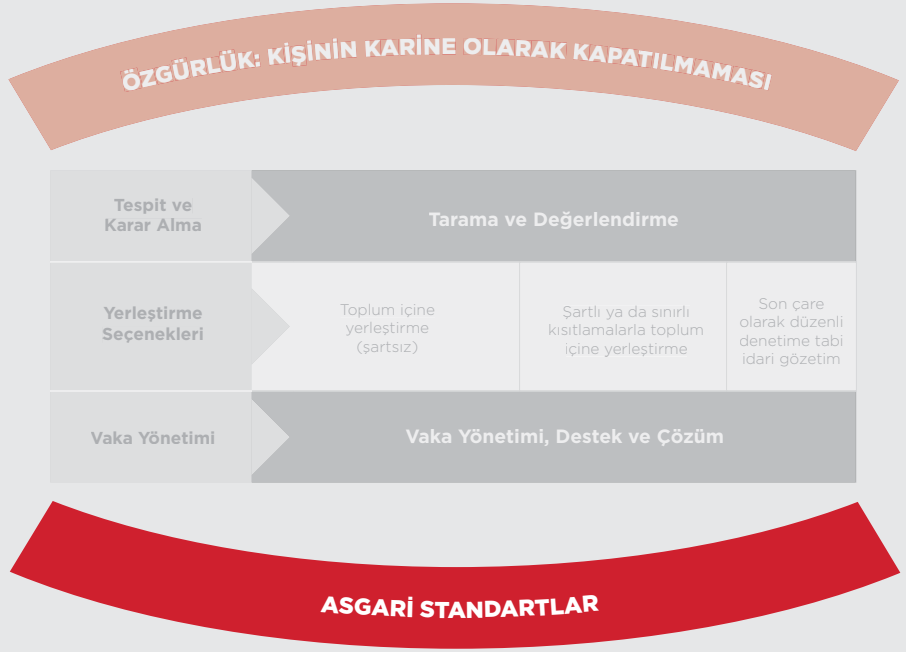 ÖZGÜRLÜK: KİŞİNİN KARİNE OLARAK KAPATILMAMASI
Tespit ve
Karar Alma
Tarama ve Değerlendirme
Yerleştirme
Seçenekleri
Toplum içine
yerleştirme
(şartsız)
Şartlı ya da sınırlı
kısıtlamalarla toplum
içine yerleştirme
Son çare
olarak düzenli
denetime tabi
idari gözetim
Vaka Yönetimi
Vaka Yönetimi, Destek ve Çözüm
ASGARİ STANDARTLAR